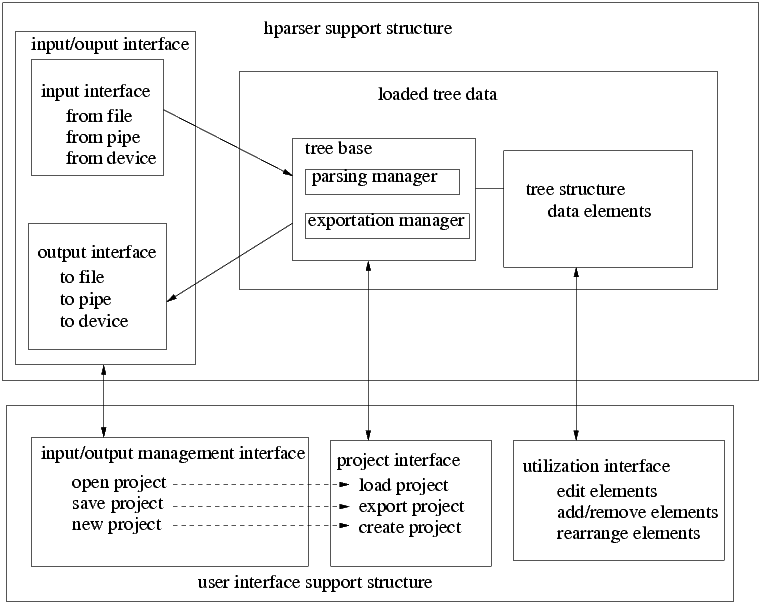 hparser support structure
input/ouput interface
input interface
from file
from pipe
from device
output interface
to file
to pipe
to device
loaded tree data
tree base
parsing manager
exportation manager
tree structure
data elements
input/output management interface
open project
save project
new project
project interface
load project
export project
create project
utilization interface
edit elements
add/remove elements
rearrange elements
user interface support structure